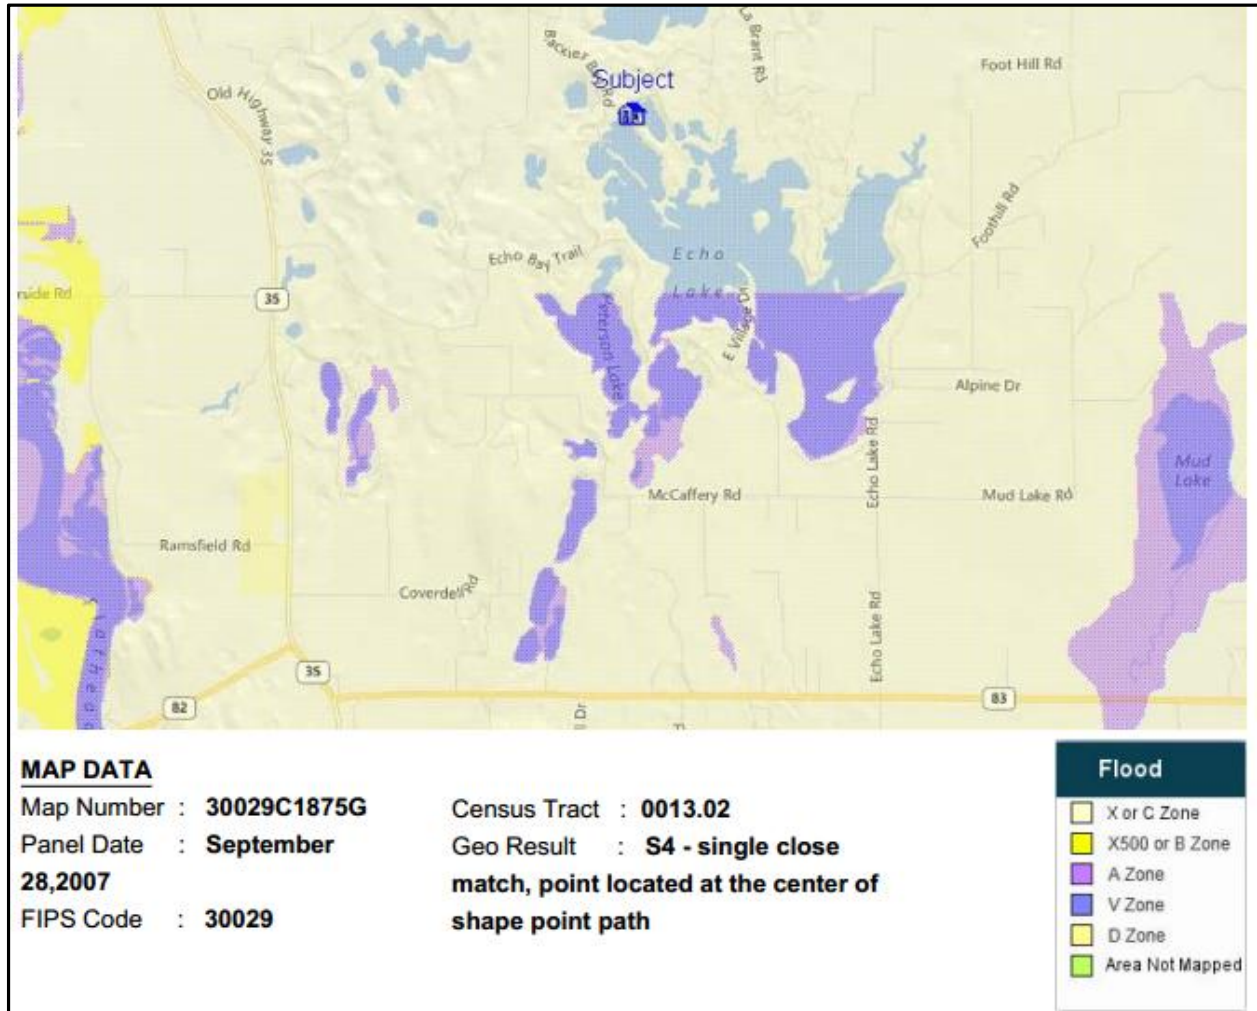 La Brant Rd
Foot Hill Rd
Subject
Old Highway 35
Foothill Rd
Echo Bay Trail
Echo
Lake
rside Rd
35
E Village Dr
Peterson Lake
Alpine Dr
Echo Lake Rd
Mud
Lake
McCaffery Rd
Mud Lake Rd
Ramsfield Rd
Coverdell Rd
Echo Lake Rd
35
82
83
l Dr
MAP DATA
Map Number : 30029C1875G
Panel Date : September
28,2007
FIPS Code : 30029
Census Tract : 0013.02
Geo Result : S4 - single close
match, point located at the center of
shape point path
Flood
X or C Zone
X500 or B Zone
A Zone
V Zone
D Zone
Area Not Mapped